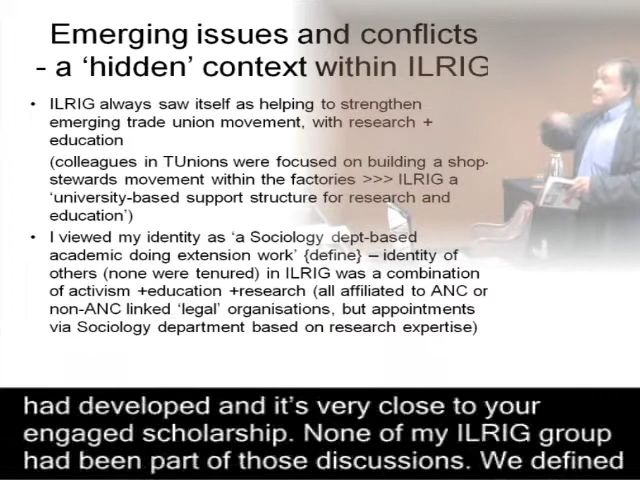 Emerging issues and conflicts
- a ‘hidden’ context within ILRIG
• ILRIG always saw itself as helping to strengthen
emerging trade union movement, with research +
education
(colleagues in TUnions were focused on building a shop-
stewards movement within the factories >>> ILRIG a
‘university-based support structure for research and
education’)
• I viewed my identity as ‘a Sociology dept-based
academic doing extension work’ {define} – identity of
others (none were tenured) in ILRIG was a combination
of activism +education +research (all affiliated to ANC or
non-ANC linked ‘legal’ organisations, but appointments
via Sociology department based on research expertise)
had developed and it's very close to your
engaged scholarship. None of my ILRIG group
had been part of those discussions. We defined